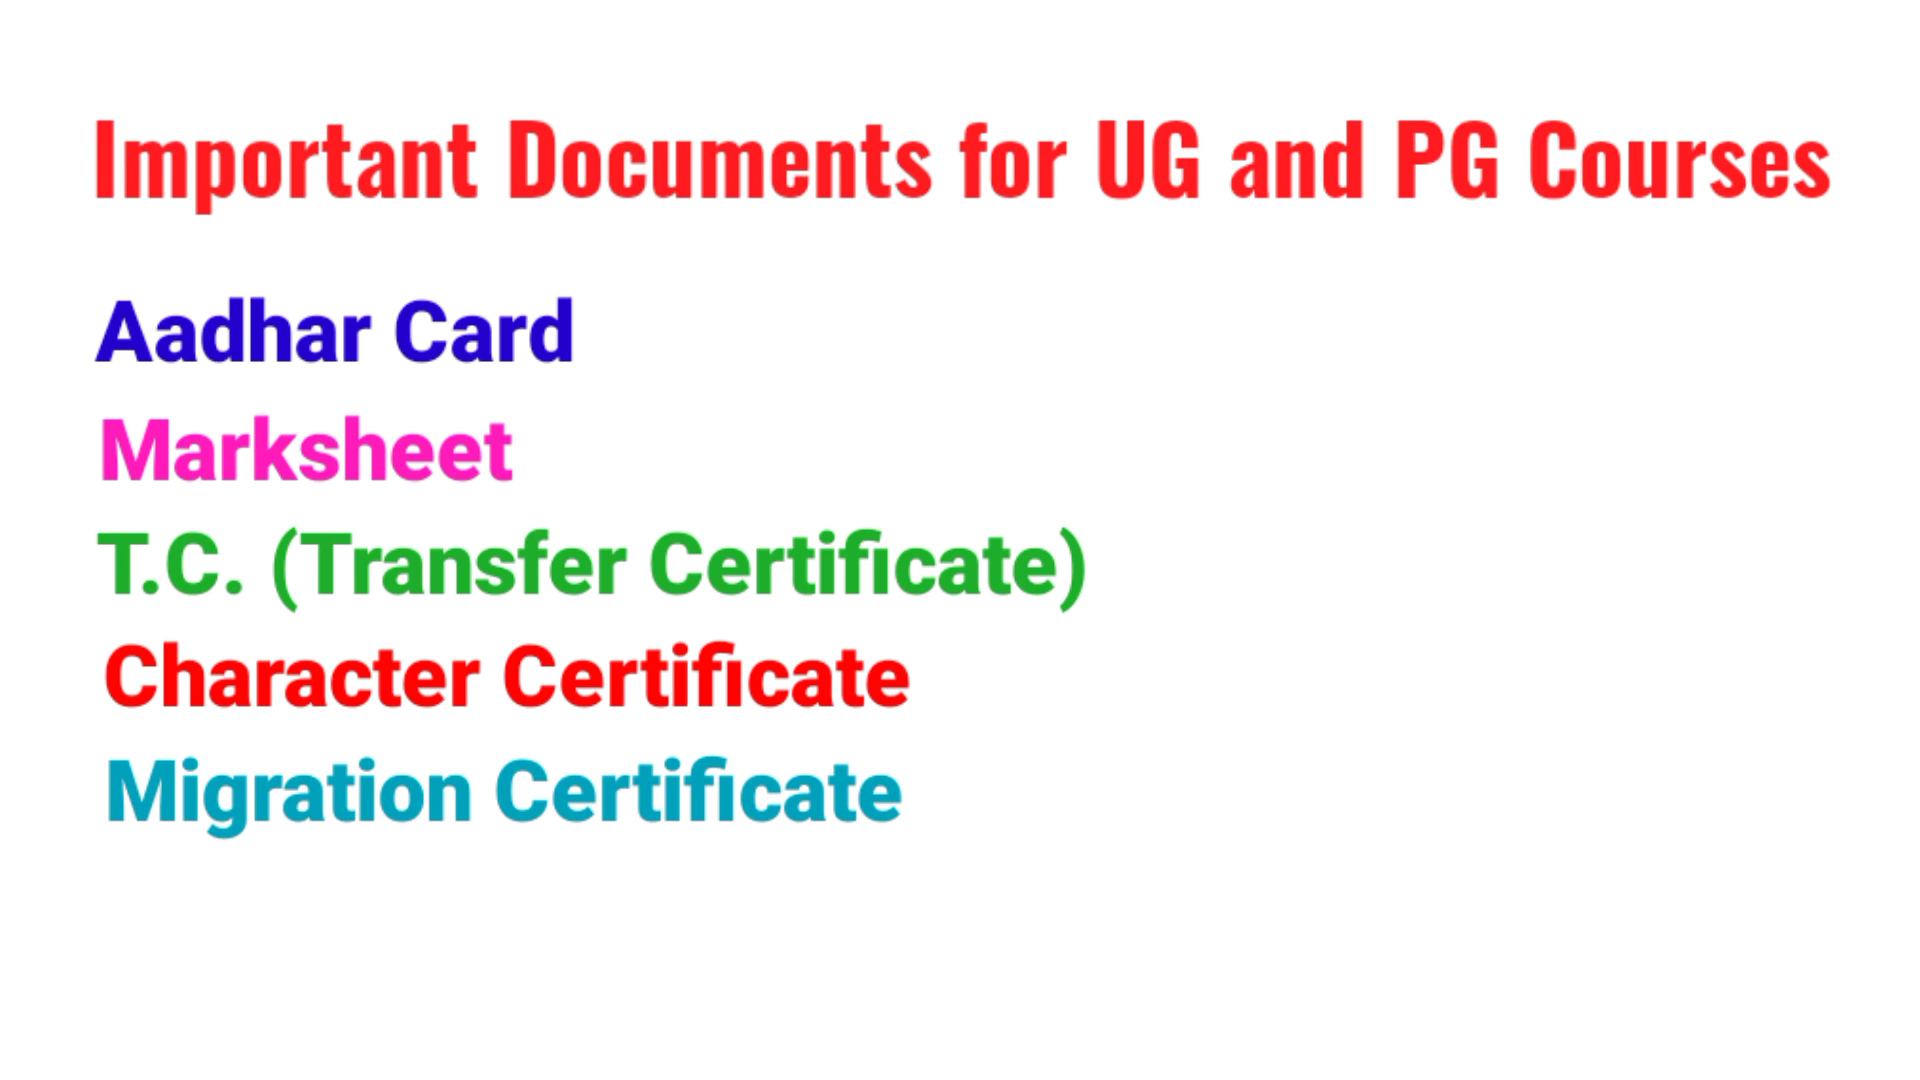 Important Documents for UG and PG Courses
Aadhar Card
Marksheet
T.C. (Transfer Certificate)
Character Certificate
Migration Certificate